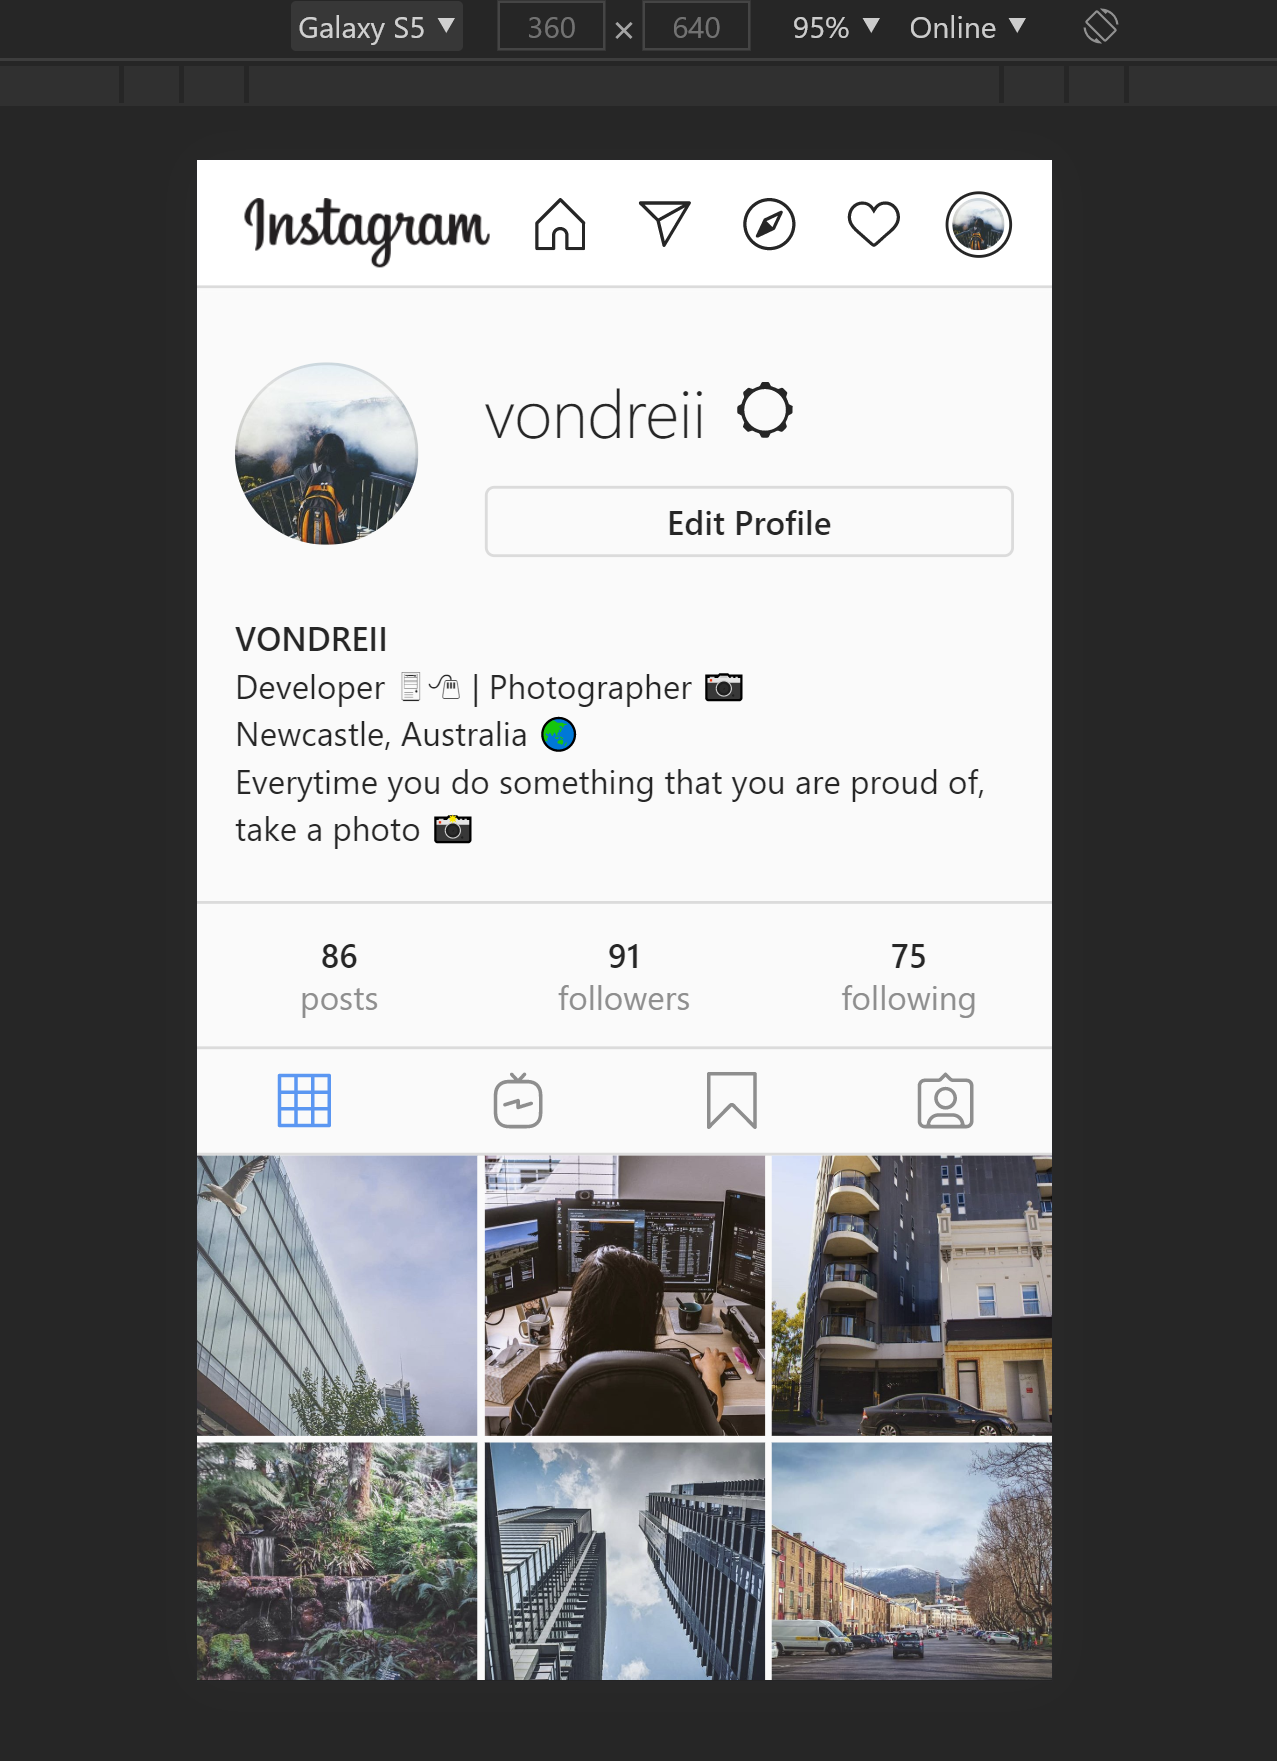 Galaxy S5 ▼ 360 × 640 95% ▼ Online ▼
Instagram
vondreii
Edit Profile
VONDREII
Developer | Photographer 📷
Newcastle, Australia 🌏
Everytime you do something that you are proud of,
take a photo 📸
86 91 75
posts followers following